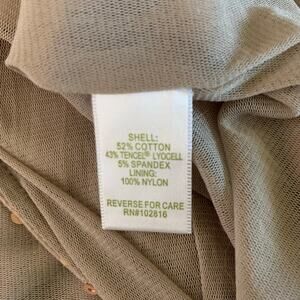 SHELL:
52% COTTON
43% TENCEL® LYOCELL
5% SPANDEX
LINING:
100% NYLON
REVERSE FOR CARE
RN#102816